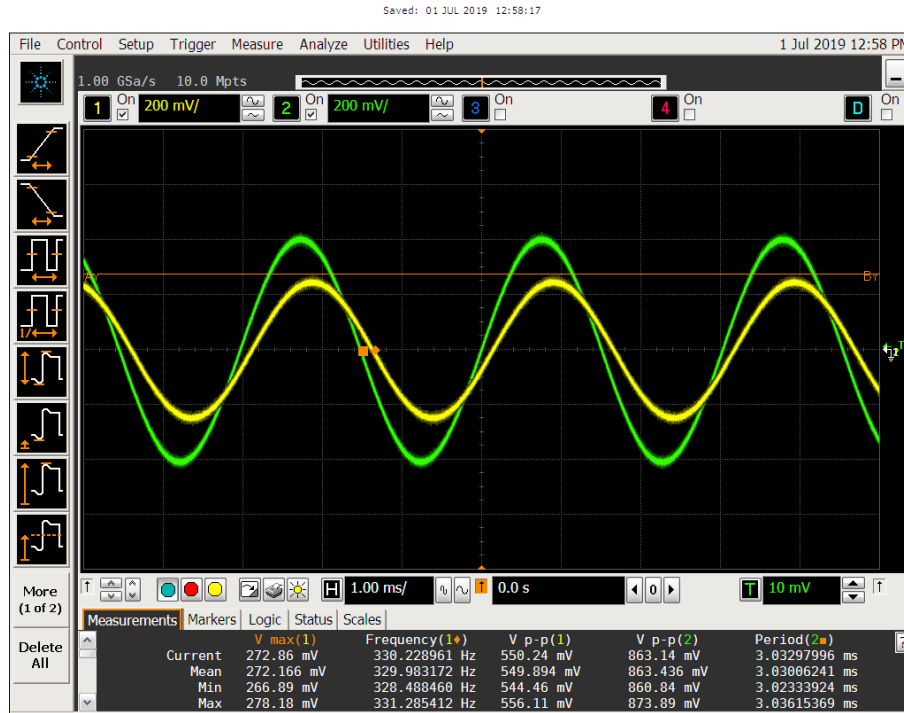 Saved: 01 JUL 2019 12:58:17
File Control Setup Trigger Measure Analyze Utilities Help 1 Jul 2019 12:58 PM
1.00 GSa/s 10.0 Mpts
1 On 200 mV/ 2 On 200 mV/ 3 On 4 On D On
AY BY
T
1/
More
(1 of 2)
Delete
All
H 1.00 ms/ T 0.0 s 0 T 10 mV
Measurements Markers Logic Status Scales ?
V max(1) Frequency(1♦) V p-p(1) V p-p(2) Period(2■)
Current 272.86 mV 330.228961 Hz 550.24 mV 863.14 mV 3.03297996 ms
Mean 272.166 mV 329.983172 Hz 549.894 mV 863.436 mV 3.03006241 ms
Min 266.89 mV 328.488460 Hz 544.46 mV 860.84 mV 3.02333924 ms
Max 278.18 mV 331.285412 Hz 556.11 mV 873.89 mV 3.03615369 ms